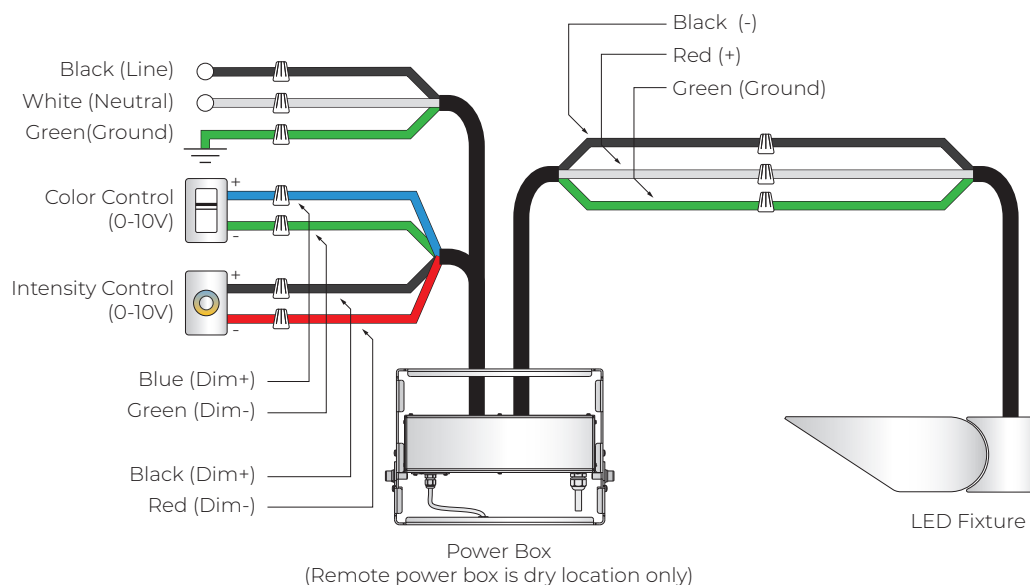 Black (Line)
White (Neutral)
Green(Ground)
Color Control
(0-10V)
+
-
Intensity Control
(0-10V)
+
-
Blue (Dim+)
Green (Dim-)
Black (Dim+)
Red (Dim-)
Black (-)
Red (+)
Green (Ground)
LED Fixture
Power Box
(Remote power box is dry location only)